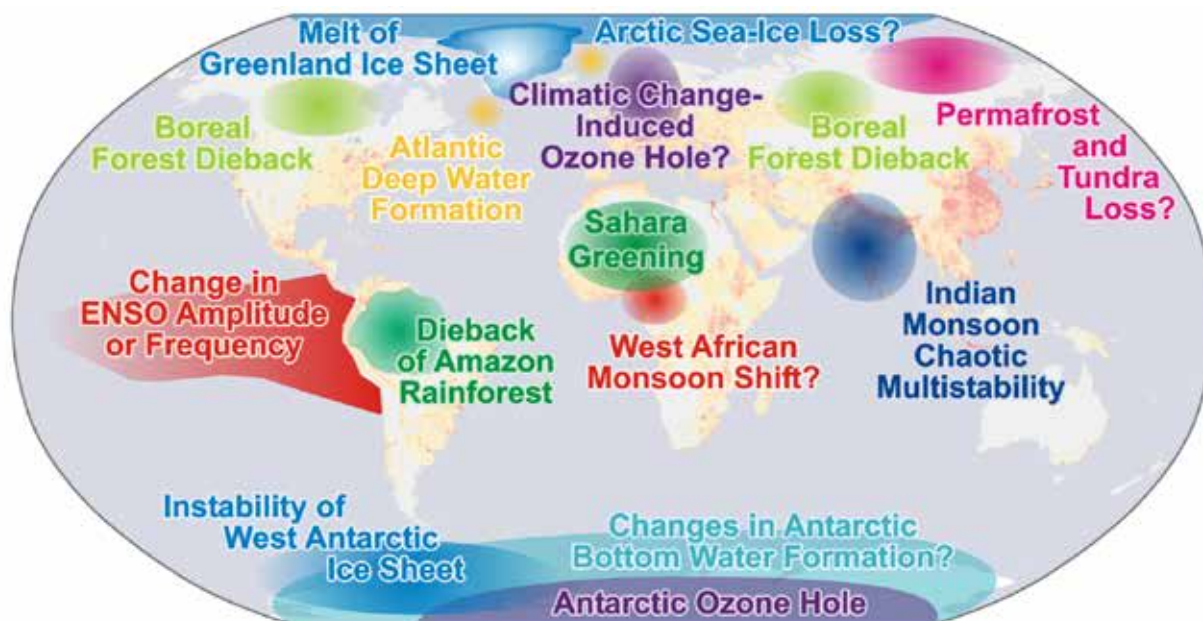 Melt of
Greenland Ice Sheet
Arctic Sea-Ice Loss?
Climatic Change-
Induced
Ozone Hole?
Boreal
Forest Dieback
Atlantic
Deep Water
Formation
Boreal
Forest Dieback
Permafrost
and
Tundra
Loss?
Sahara
Greening
Change in
ENSO Amplitude
or Frequency
Dieback
of Amazon
Rainforest
West African
Monsoon Shift?
Indian
Monsoon
Chaotic
Multistability
Instability of
West Antarctic
Ice Sheet
Changes in Antarctic
Bottom Water Formation?
Antarctic Ozone Hole